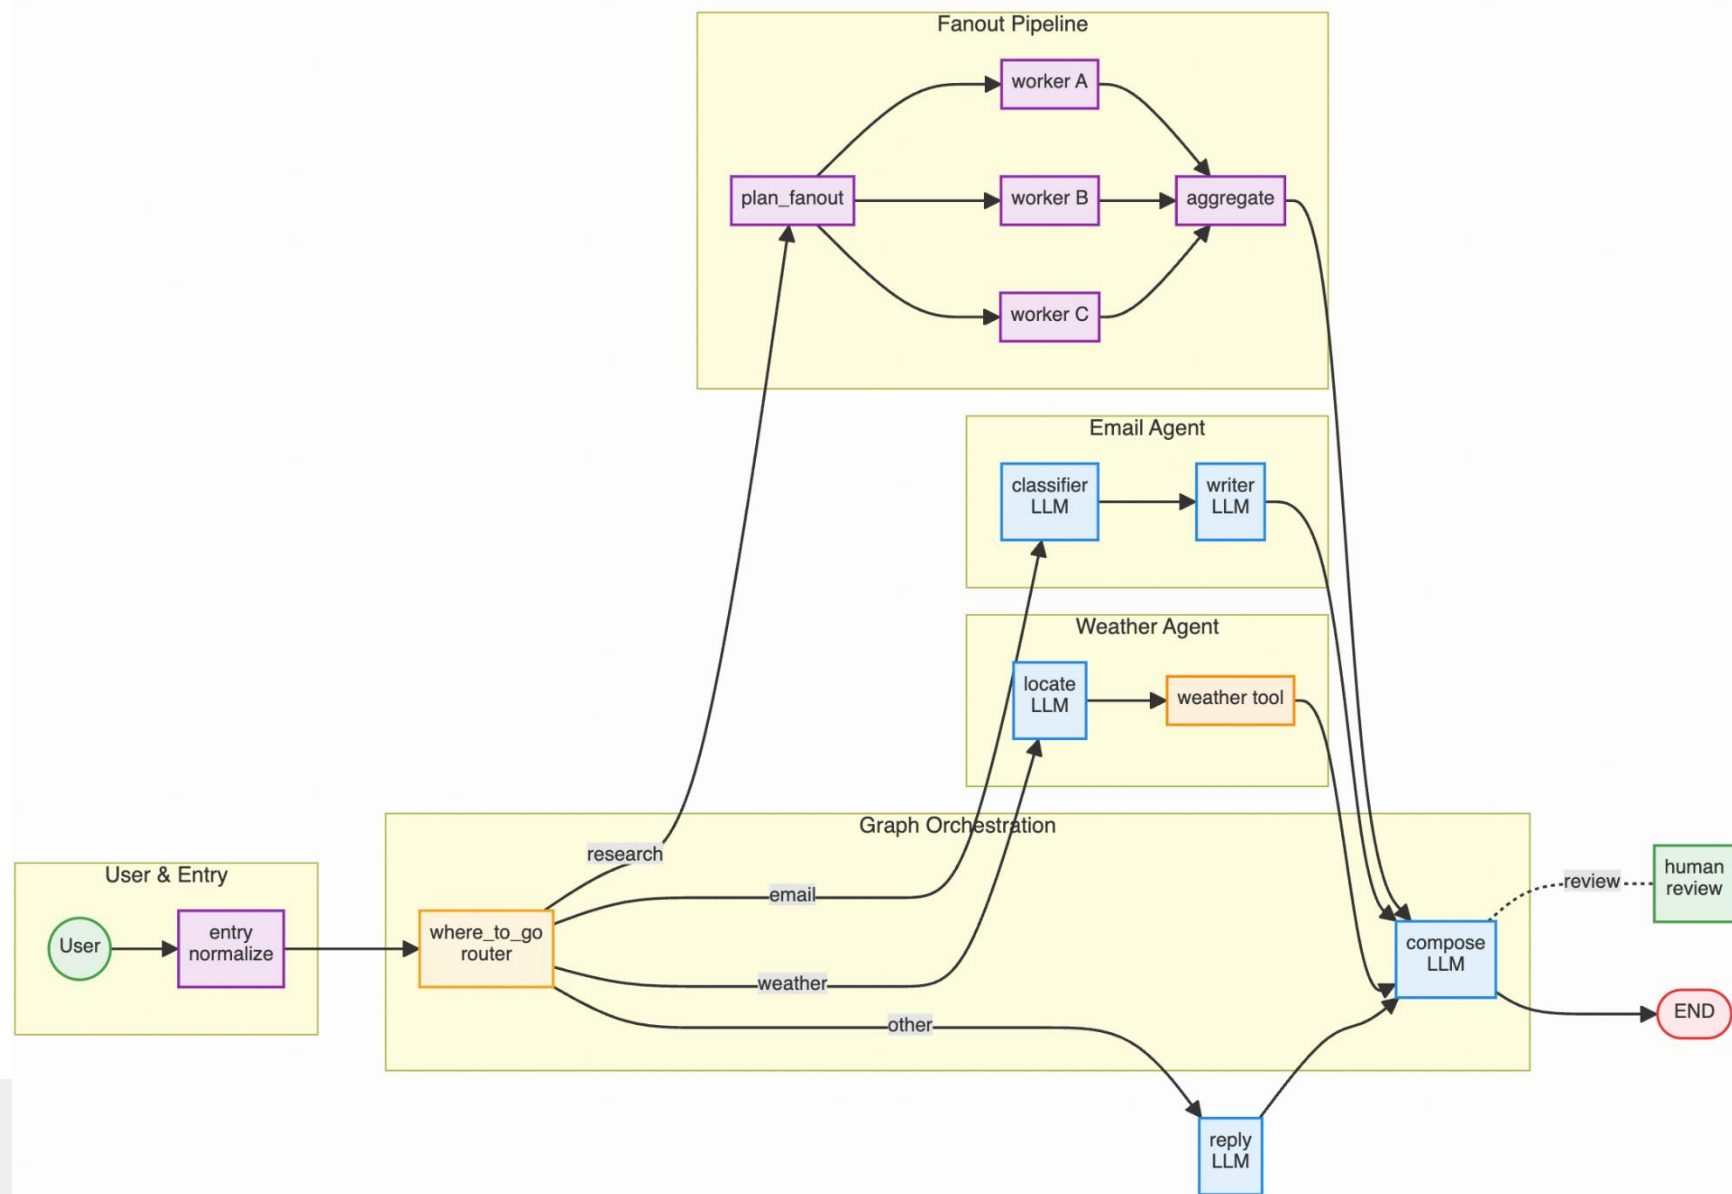 Fanout Pipeline
worker A
plan_fanout
worker B
aggregate
worker C
Email Agent
classifier
LLM
writer
LLM
Weather Agent
locate
LLM
weather tool
Graph Orchestration
research
User & Entry
email
review
human
review
User
entry
normalize
where_to_go
router
compose
LLM
weather
other
END
reply
LLM